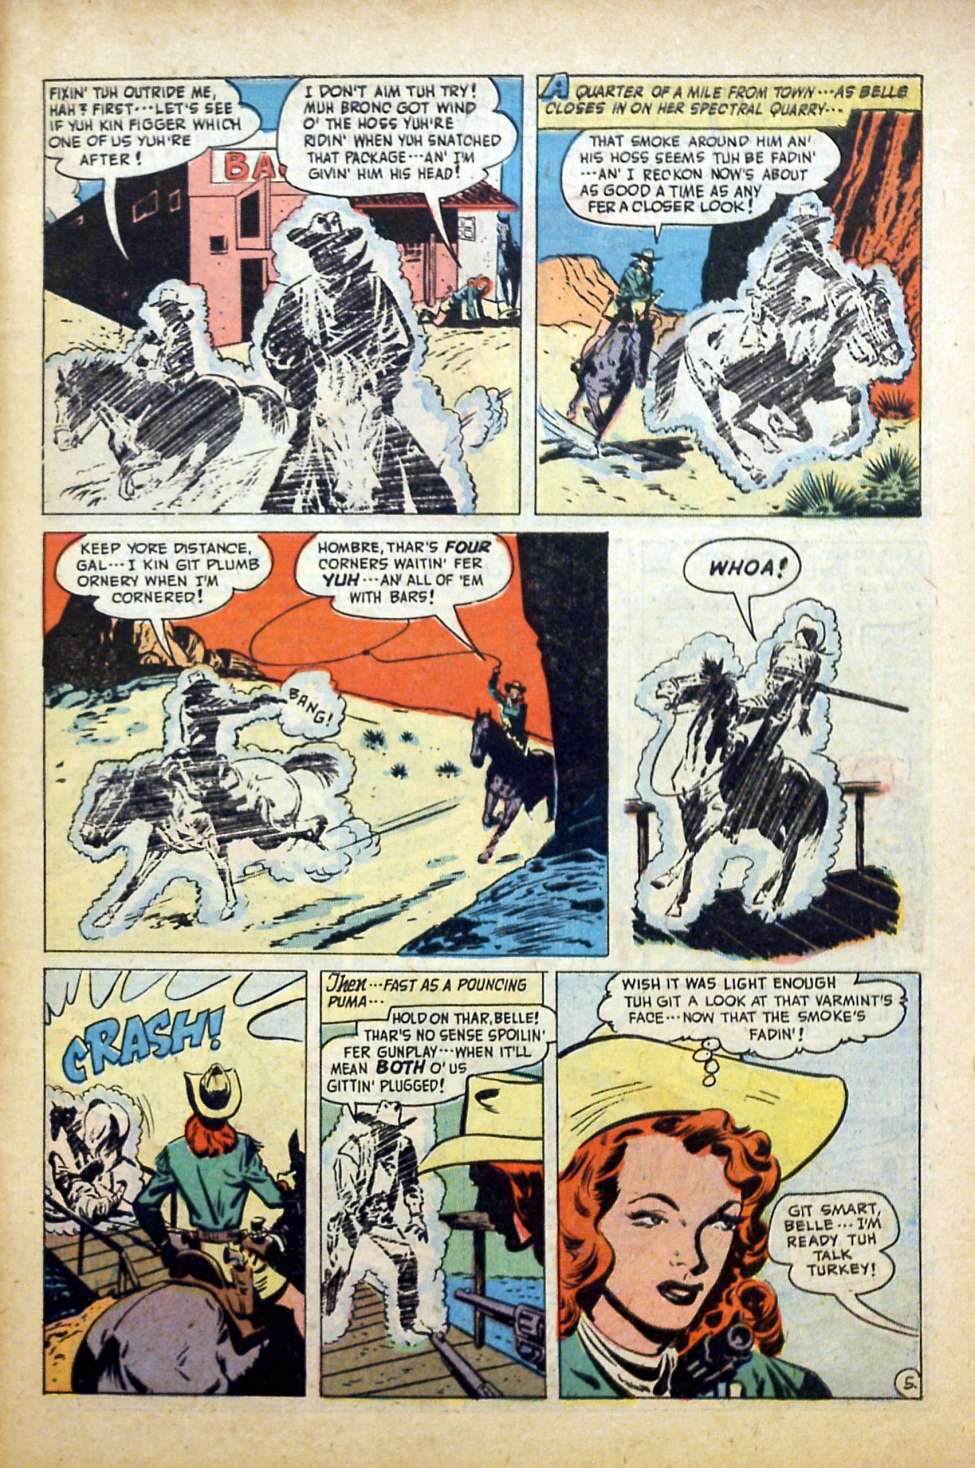 FIXIN' TUH OUTRIDE ME,
HAH? FIRST---LET'S SEE
IF YUH KIN FIGGER WHICH
ONE OF US YUH'RE
AFTER!
I DON'T AIM TUH TRY!
MUH BRONC GOT WIND
O' THE HOSS YUH'RE
RIDIN' WHEN YUH SNATCHED
THAT PACKAGE---AN' I'M
GIVIN' HIM HIS HEAD!
BA
A QUARTER OF A MILE FROM TOWN---AS BELLE
CLOSES IN ON HER SPECTRAL QUARRY---
THAT SMOKE AROUND HIM AN'
HIS HOSS SEEMS TUH BE FADIN'
---AN' I RECKON NOW'S ABOUT
AS GOOD A TIME AS ANY
FER A CLOSER LOOK!
KEEP YORE DISTANCE,
GAL---I KIN GIT PLUMB
ORNERY WHEN I'M
CORNERED!
HOMBRE, THAR'S FOUR
CORNERS WAITIN' FER
YUH---AN' ALL OF 'EM
WITH BARS!
BANG!
WHOA!
CRASH!
Then---FAST AS A POUNCING
PUMA---
HOLD ON THAR, BELLE!
THAR'S NO SENSE SPOILIN'
FER GUNPLAY---WHEN IT'LL
MEAN BOTH O' US
GITTIN' PLUGGED!
WISH IT WAS LIGHT ENOUGH
TUH GIT A LOOK AT THAT VARMINT'S
FACE---NOW THAT THE SMOKE'S
FADIN'!
GIT SMART,
BELLE---I'M
READY TUH
TALK
TURKEY!
5.